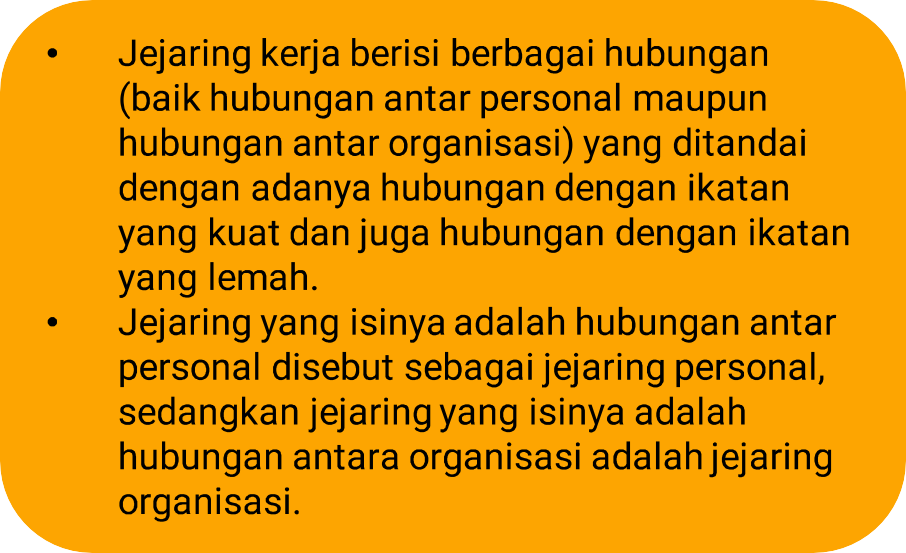 • Jejaring kerja berisi berbagai hubungan
(baik hubungan antar personal maupun
hubungan antar organisasi) yang ditandai
dengan adanya hubungan dengan ikatan
yang kuat dan juga hubungan dengan ikatan
yang lemah.
• Jejaring yang isinya adalah hubungan antar
personal disebut sebagai jejaring personal,
sedangkan jejaring yang isinya adalah
hubungan antara organisasi adalah jejaring
organisasi.